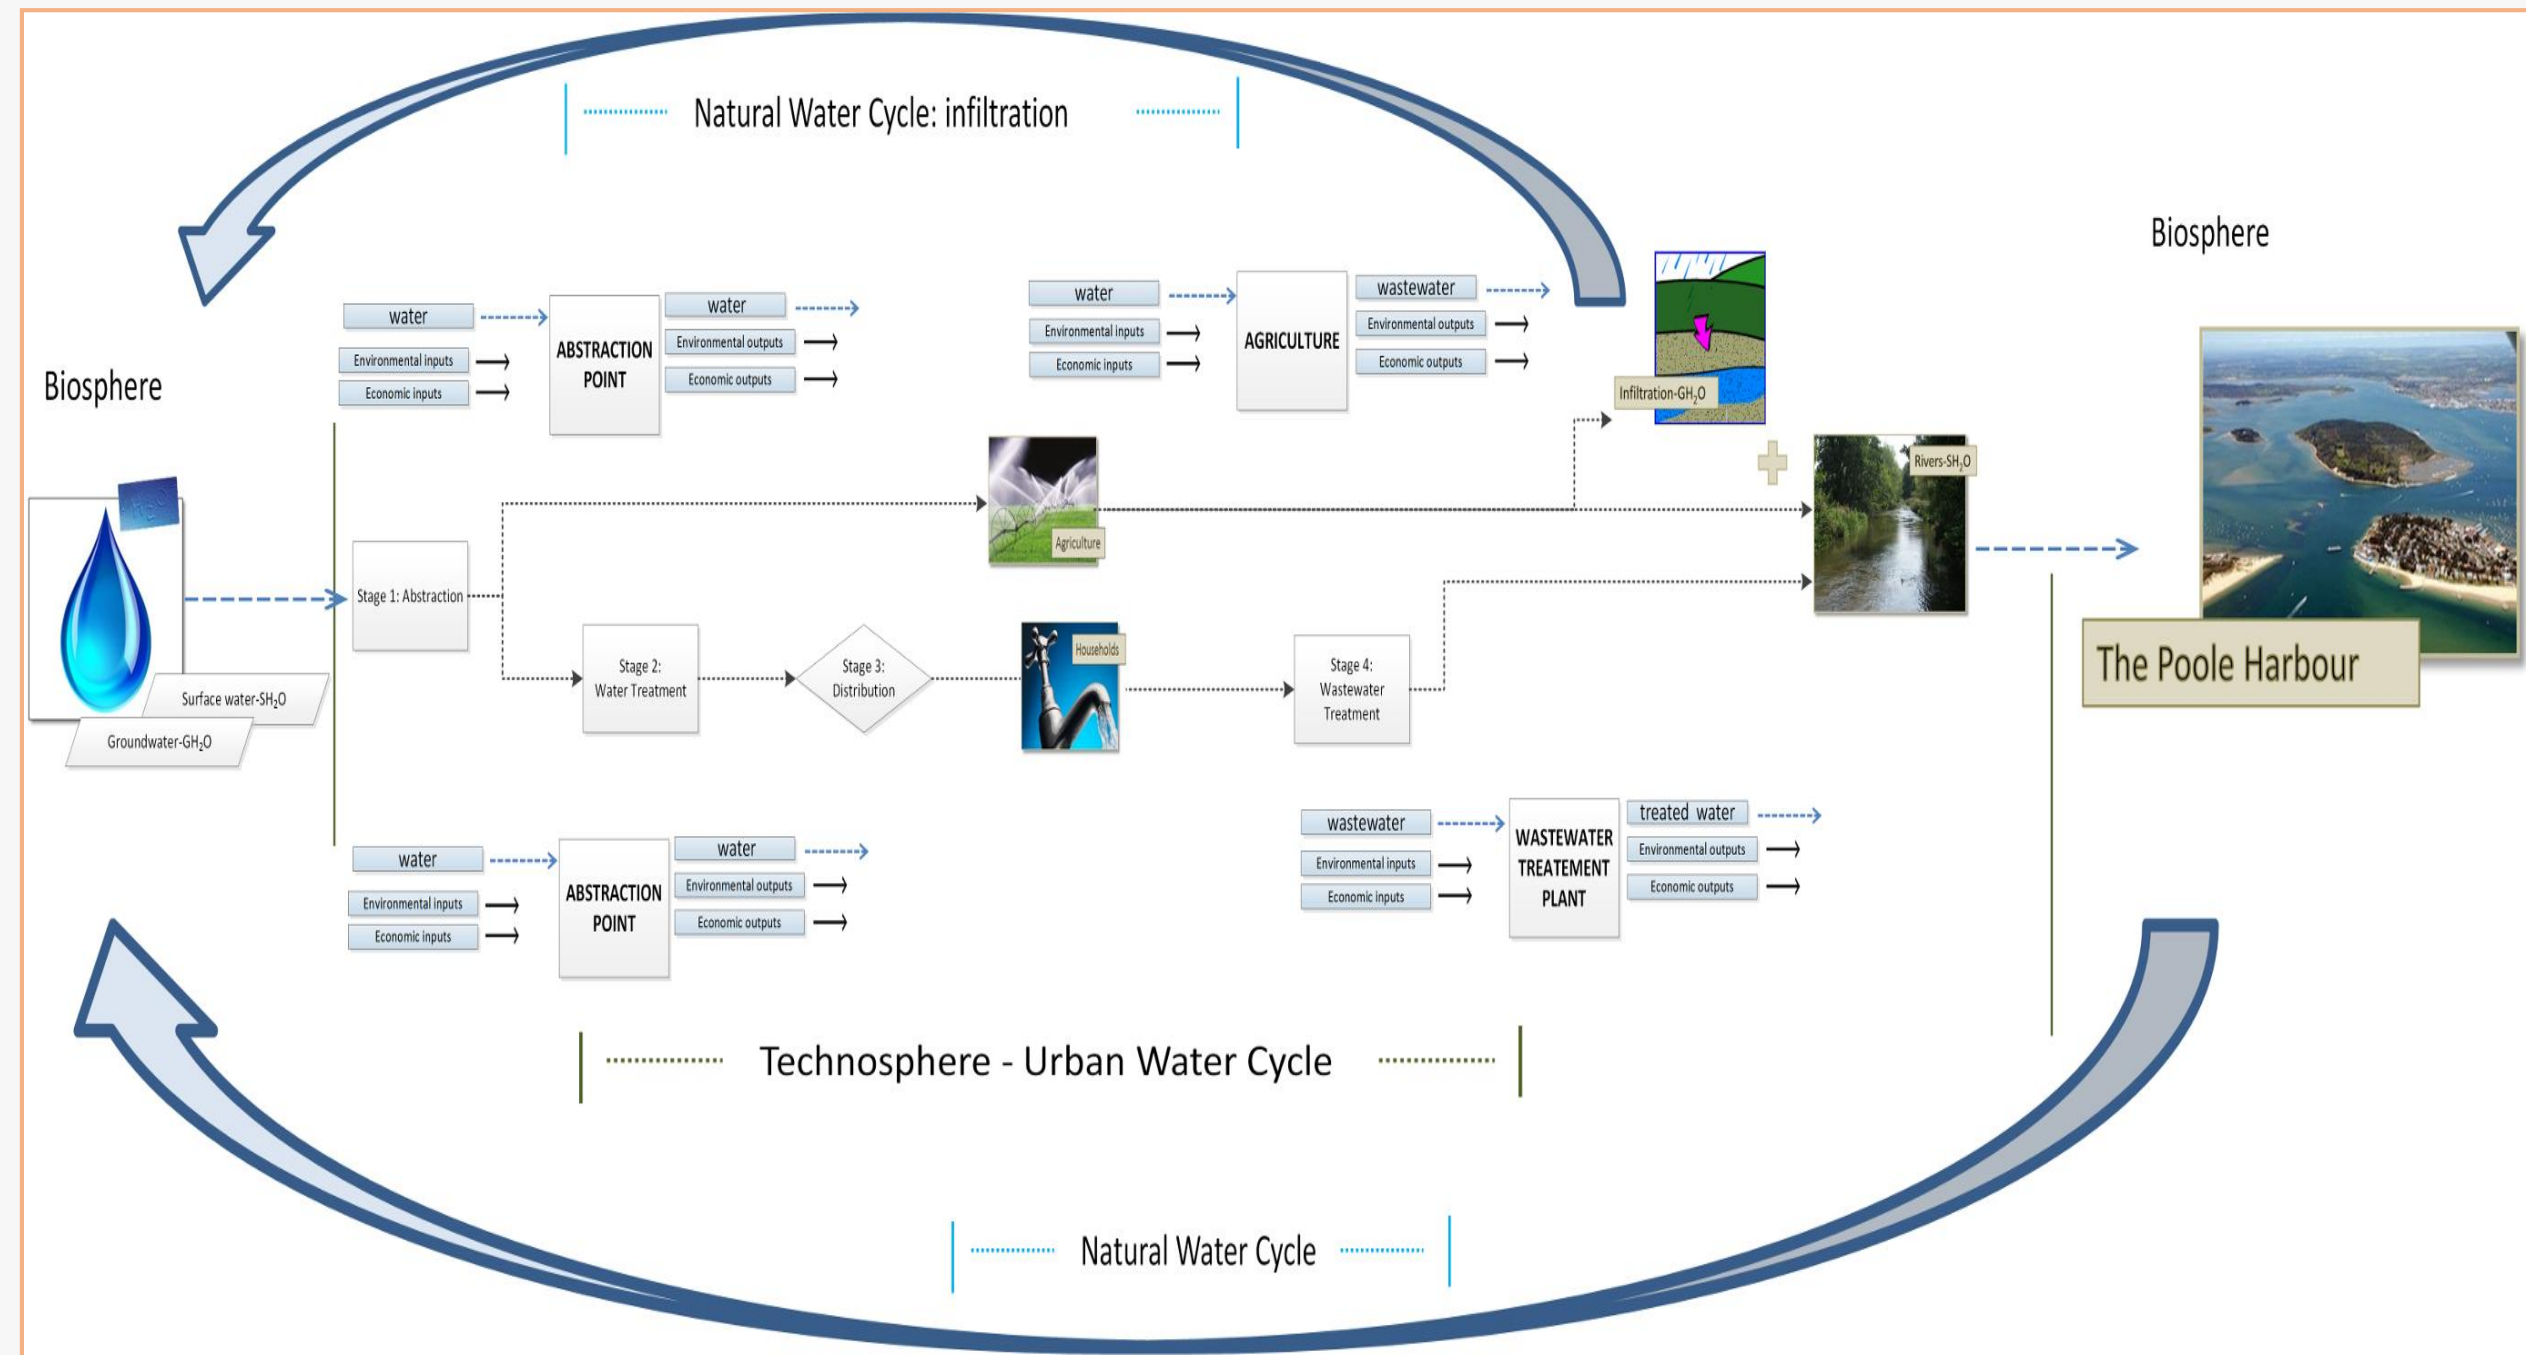 Natural Water Cycle: infiltration
Biosphere
Biosphere
water
Environmental inputs
Economic inputs
ABSTRACTION
POINT
water
Environmental outputs
Economic outputs
water
Environmental inputs
Economic inputs
AGRICULTURE
wastewater
Environmental outputs
Economic outputs
Infiltration-GH₂O
Rivers-SH₂O
Agriculture
H₂O
Surface water-SH₂O
Groundwater-GH₂O
Stage 1: Abstraction
Stage 2:
Water Treatment
Stage 3:
Distribution
Households
Stage 4:
Wastewater
Treatment
The Poole Harbour
water
Environmental inputs
Economic inputs
ABSTRACTION
POINT
water
Environmental outputs
Economic outputs
wastewater
Environmental inputs
Economic inputs
WASTEWATER
TREATEMENT
PLANT
treated water
Environmental outputs
Economic outputs
Technosphere - Urban Water Cycle
Natural Water Cycle